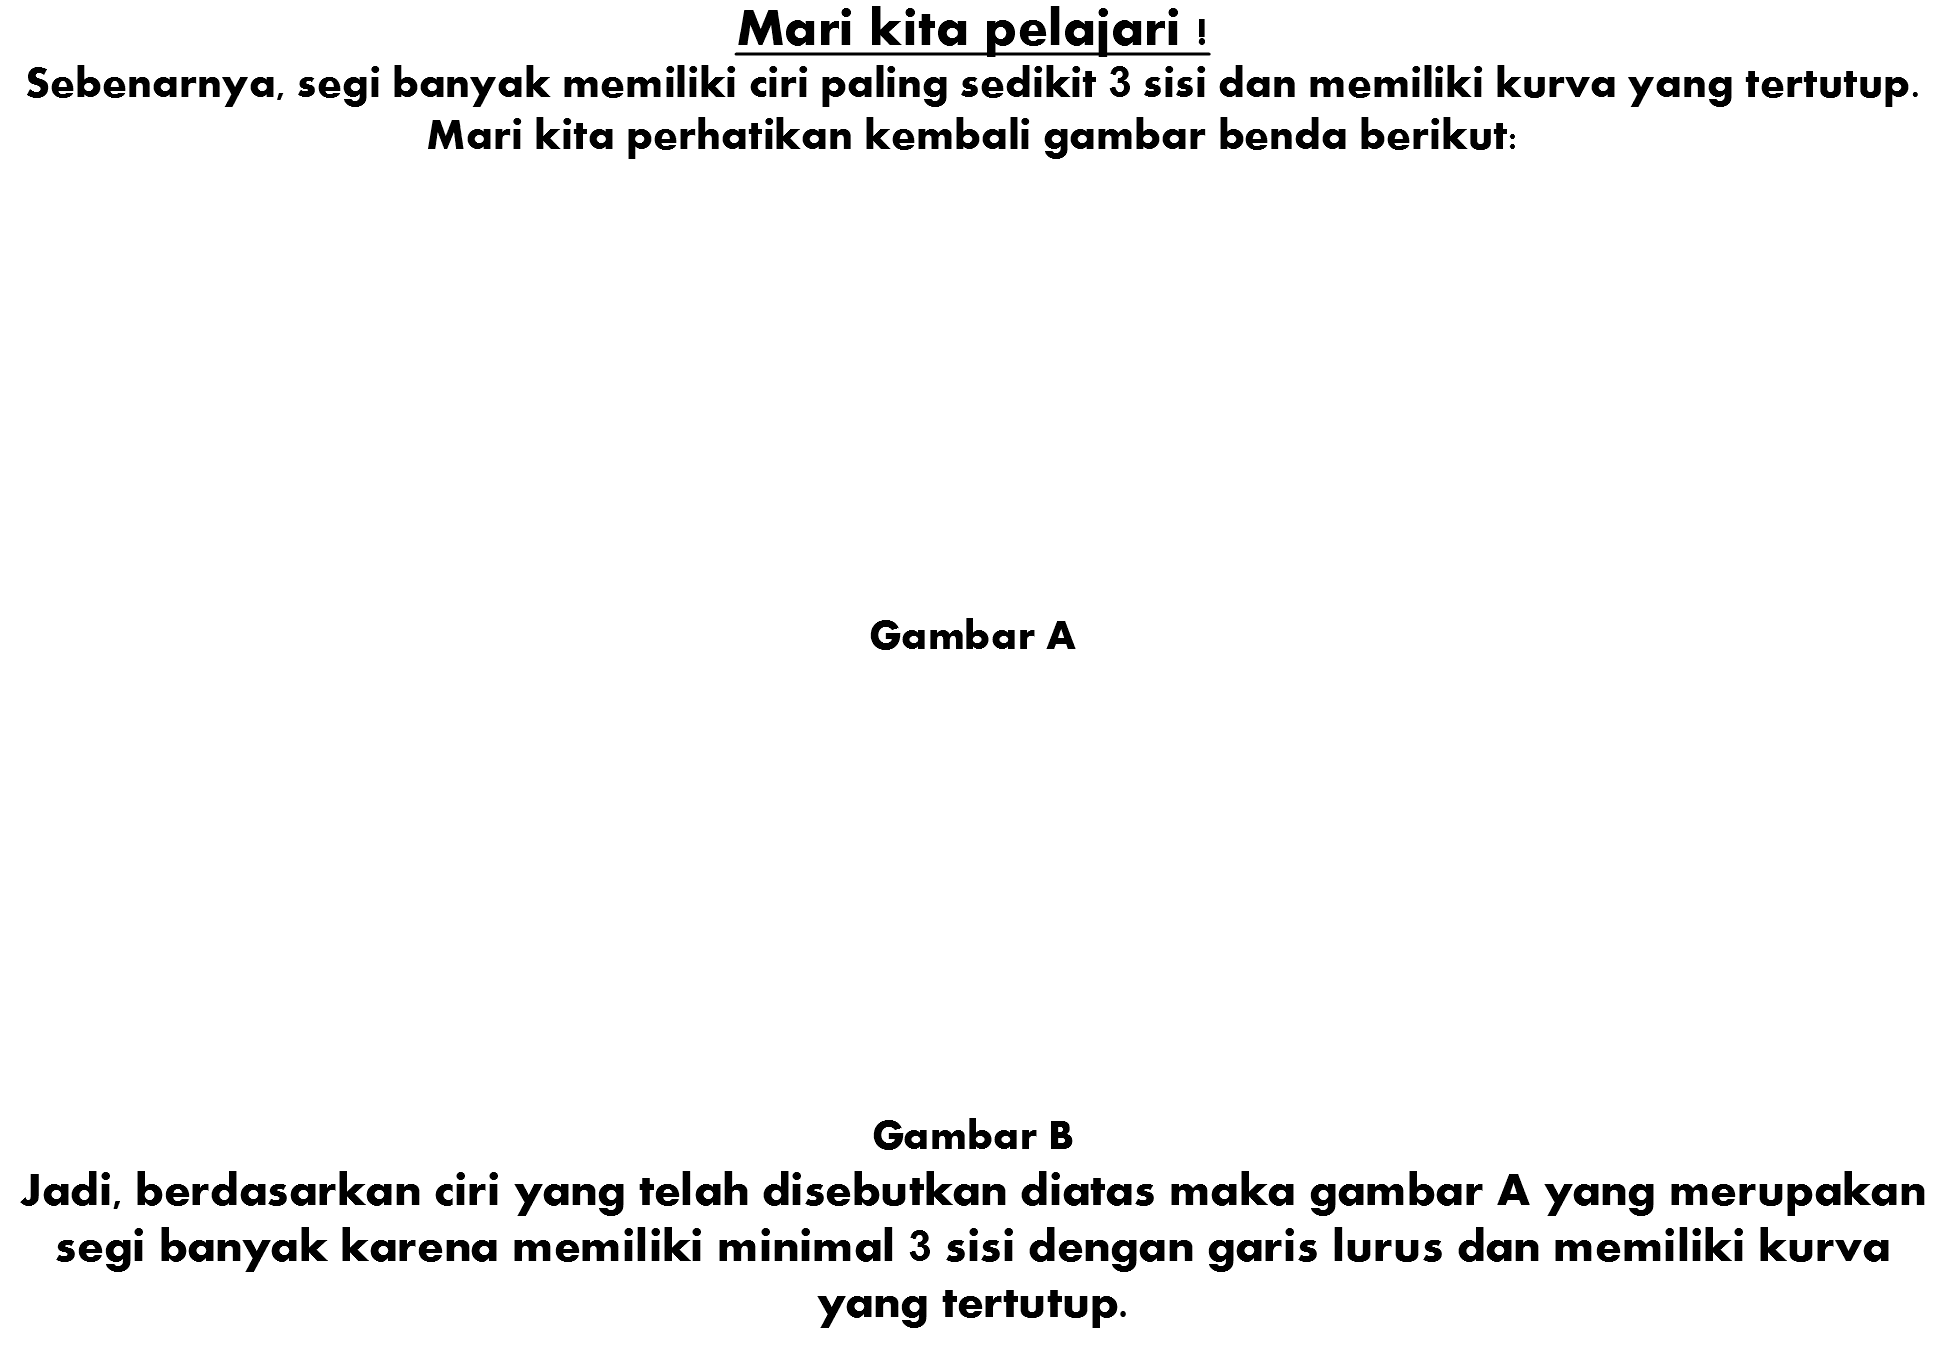 Mari kita pelajari !
Sebenarnya, segi banyak memiliki ciri paling sedikit 3 sisi dan memiliki kurva yang tertutup.
Mari kita perhatikan kembali gambar benda berikut:
Gambar A
Gambar B
Jadi, berdasarkan ciri yang telah disebutkan diatas maka gambar A yang merupakan
segi banyak karena memiliki minimal 3 sisi dengan garis lurus dan memiliki kurva
yang tertutup.